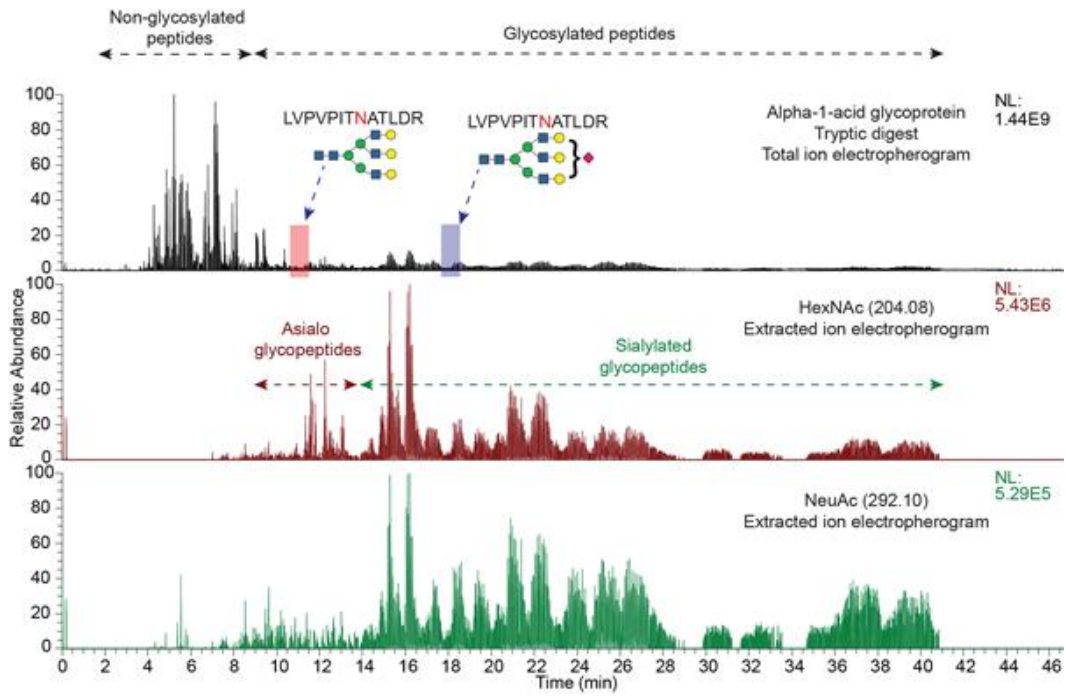 Non-glycosylated
peptides
Glycosylated peptides
100
80
60
40
20
0
LVPVPITNATLDR
LVPVPITNATLDR
Alpha-1-acid glycoprotein
Tryptic digest
Total ion electropherogram
NL:
1.44E9
Relative Abundance
100
80
60
40
20
0
Asialo
glycopeptides
Sialylated
glycopeptides
HexNAc (204.08)
Extracted ion electropherogram
NL:
5.43E6
100
80
60
40
20
0
NeuAc (292.10)
Extracted ion electropherogram
NL:
5.29E5
0 2 4 6 8 10 12 14 16 18 20 22 24 26 28 30 32 34 36 38 40 42 44 46
Time (min)